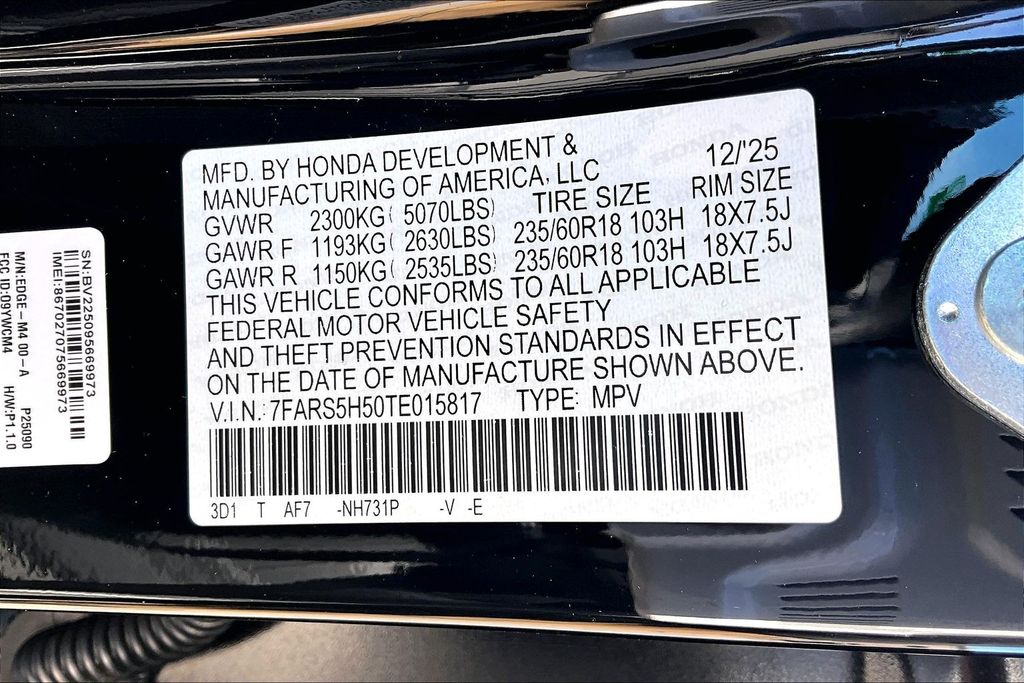 MFD. BY HONDA DEVELOPMENT &
MANUFACTURING OF AMERICA, LLC 12/'25
TIRE SIZE RIM SIZE
GVWR 2300KG( 5070LBS)
GAWR F 1193KG( 2630LBS) 235/60R18 103H 18X7.5J
GAWR R 1150KG( 2535LBS) 235/60R18 103H 18X7.5J
THIS VEHICLE CONFORMS TO ALL APPLICABLE
FEDERAL MOTOR VEHICLE SAFETY
AND THEFT PREVENTION STANDARDS IN EFFECT
ON THE DATE OF MANUFACTURE SHOWN ABOVE.
V.I.N.: 7FARS5H50TE015817 TYPE: MPV
3D1 T AF7 -NH731P -V -E
SN:BV225095669973
IMEI:867027075669973
M/N:EDGE-M4 00-A P25090
FCC ID:09YWCM4 H/W:P1.1.0
HONDA